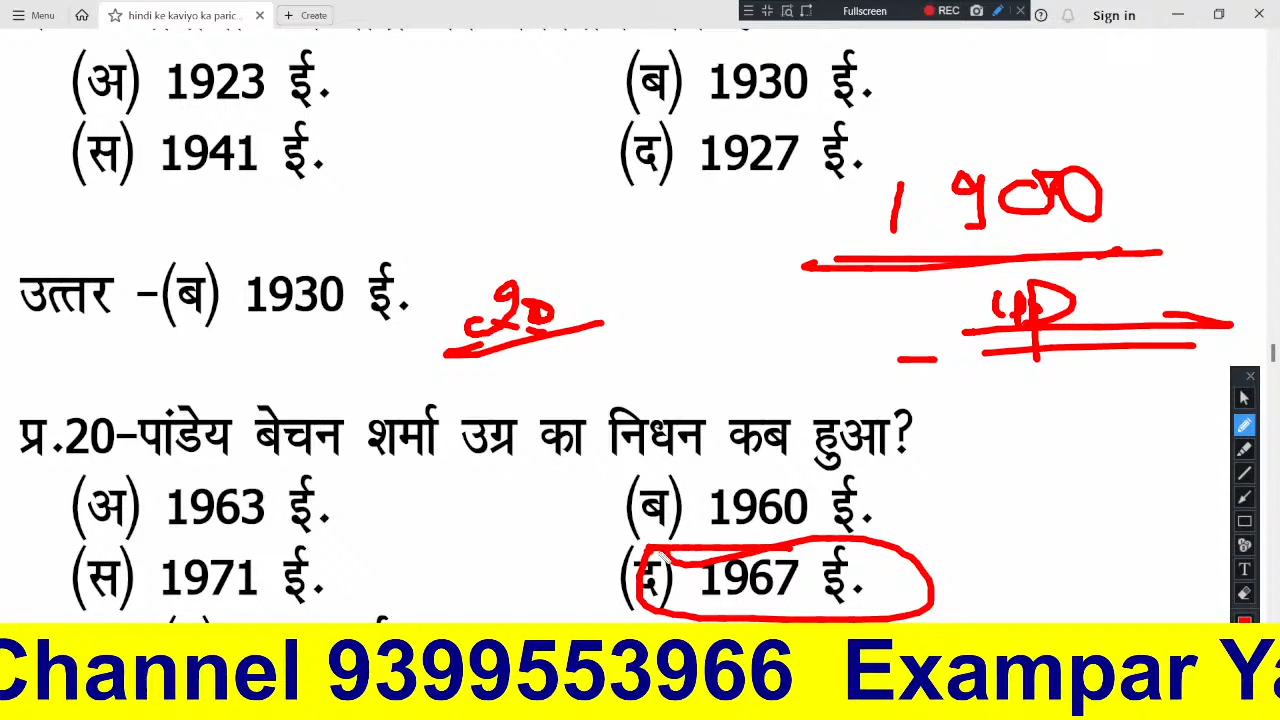 Menu hindi ke kaviyo ka paric... × + Create Fullscreen REC Sign in
(अ) 1923 ई. (ब) 1930 ई.
(स) 1941 ई. (द) 1927 ई.
1900
उत्तर -(ब) 1930 ई.
प्र.20-पांडेय बेचन शर्मा उग्र का निधन कब हुआ?
(अ) 1963 ई. (ब) 1960 ई.
(स) 1971 ई. (द) 1967 ई.
Channel 9399553966 Exampar Ya